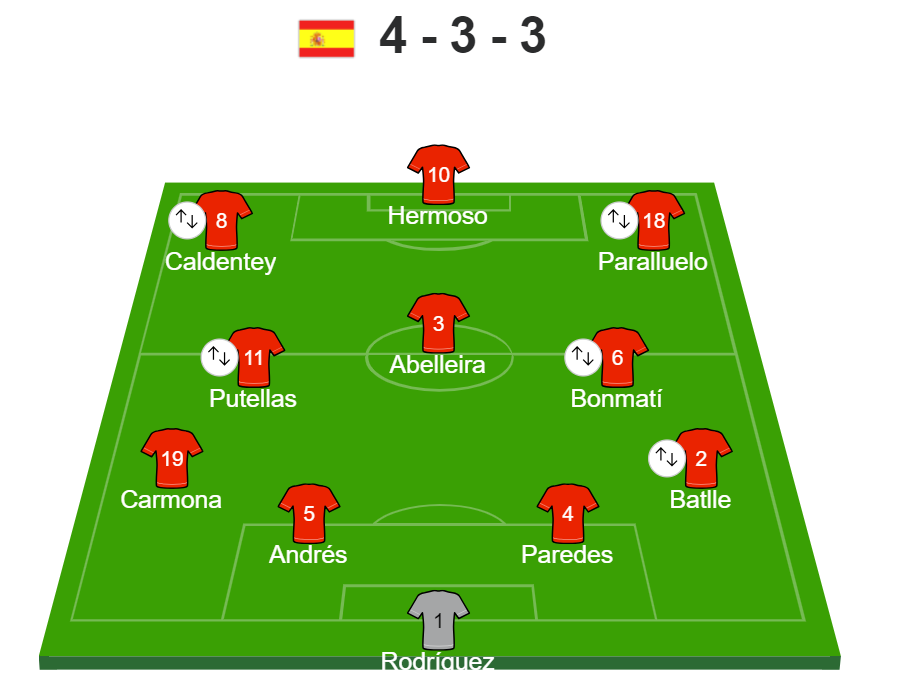 4 - 3 - 3
10
Hermoso
8
Caldentey
18
Paralluelo
3
Abelleira
11
Putellas
6
Bonmatí
19
Carmona
2
Batlle
5
Andrés
4
Paredes
1
Rodríguez